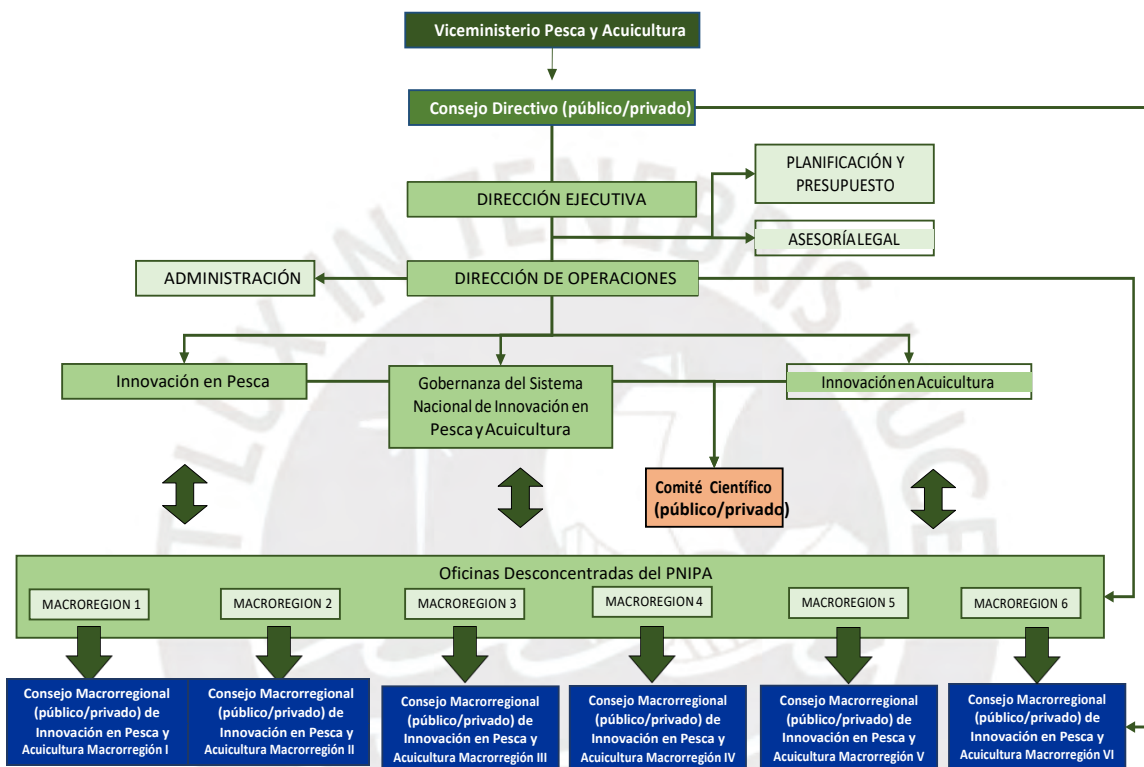 Viceministerio Pesca y Acuicultura
Consejo Directivo (público/privado)
PLANIFICACIÓN Y
PRESUPUESTO
DIRECCIÓN EJECUTIVA
ASESORÍA LEGAL
ADMINISTRACIÓN
DIRECCIÓN DE OPERACIONES
Innovación en Pesca
Gobernanza del Sistema
Nacional de Innovación en
Pesca y Acuicultura
Innovación en Acuicultura
Comité Científico
(público/privado)
Oficinas Desconcentradas del PNIPA
MACROREGION 1
MACROREGION 2
MACROREGION 3
MACROREGION 4
MACROREGION 5
MACROREGION 6
Consejo Macrorregional
(público/privado) de
Innovación en Pesca y
Acuicultura Macrorregión I
Consejo Macrorregional
(público/privado) de
Innovación en Pesca y
Acuicultura Macrorregión II
Consejo Macrorregional
(público/privado) de
Innovación en Pesca y
Acuicultura Macrorregión III
Consejo Macrorregional
(público/privado) de
Innovación en Pesca y
Acuicultura Macrorregión IV
Consejo Macrorregional
(público/privado) de
Innovación en Pesca y
Acuicultura Macrorregión V
Consejo Macrorregional
(público/privado) de
Innovación en Pesca y
Acuicultura Macrorregión VI
ET LUX IN TENEBRIS LUCET